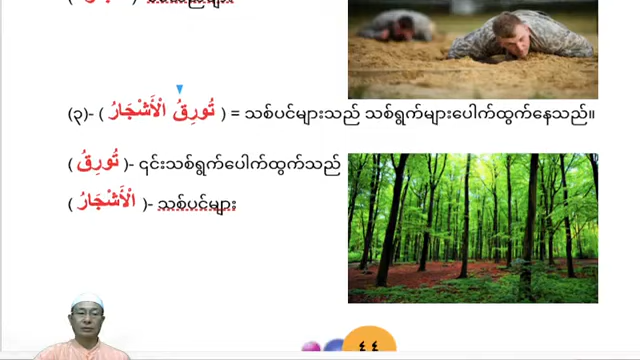 (၃)- ( تُورِقُ الْأَشْجَارُ ) = သစ်ပင်များသည် သစ်ရွက်များပေါက်ထွက်နေသည်။
( تُورِقُ )- ၎င်းသစ်ရွက်ပေါက်ထွက်သည်
( الْأَشْجَارُ )- သစ်ပင်များ
٤٤